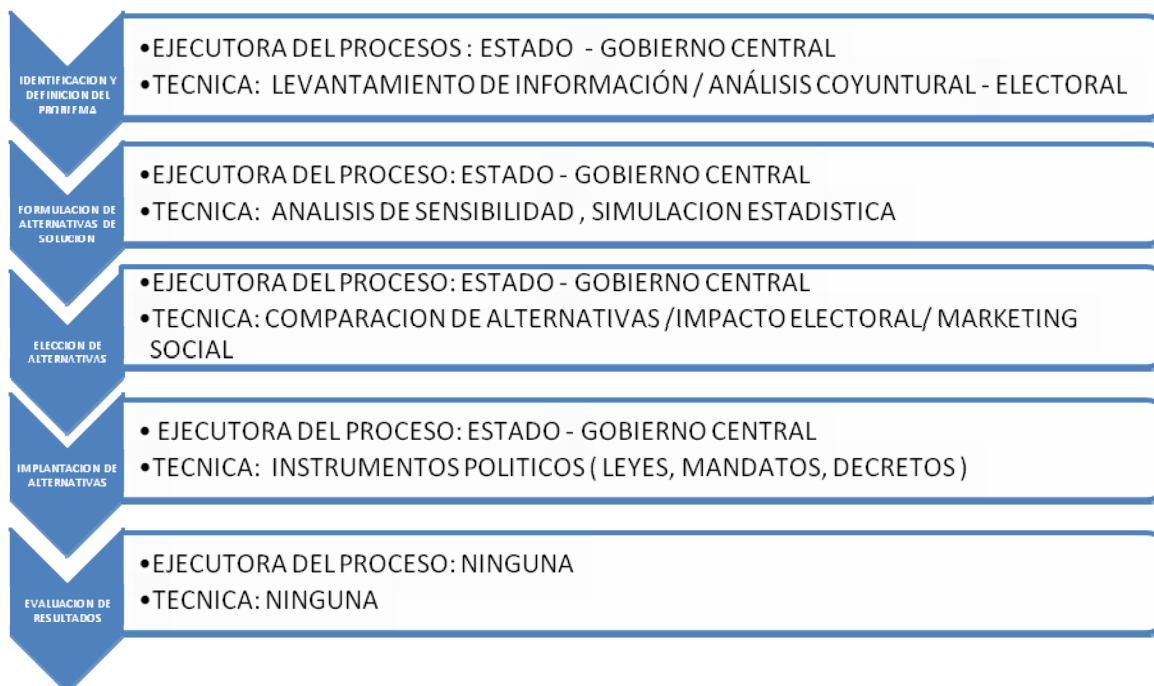 IDENTIFICACION Y
DEFINICION DEL
PROBLEMA
•EJECUTORA DEL PROCESOS : ESTADO - GOBIERNO CENTRAL
•TECNICA: LEVANTAMIENTO DE INFORMACIÓN / ANÁLISIS COYUNTURAL - ELECTORAL
FORMULACION DE
ALTERNATIVAS DE
SOLUCION
•EJECUTORA DEL PROCESO: ESTADO - GOBIERNO CENTRAL
•TECNICA: ANALISIS DE SENSIBILIDAD , SIMULACION ESTADISTICA
ELECCION DE
ALTERNATIVAS
•EJECUTORA DEL PROCESO: ESTADO - GOBIERNO CENTRAL
•TECNICA: COMPARACION DE ALTERNATIVAS /IMPACTO ELECTORAL/ MARKETING
SOCIAL
IMPLANTACION DE
ALTERNATIVAS
• EJECUTORA DEL PROCESO: ESTADO - GOBIERNO CENTRAL
•TECNICA: INSTRUMENTOS POLITICOS ( LEYES, MANDATOS, DECRETOS )
EVALUACION DE
RESULTADOS
•EJECUTORA DEL PROCESO: NINGUNA
•TECNICA: NINGUNA